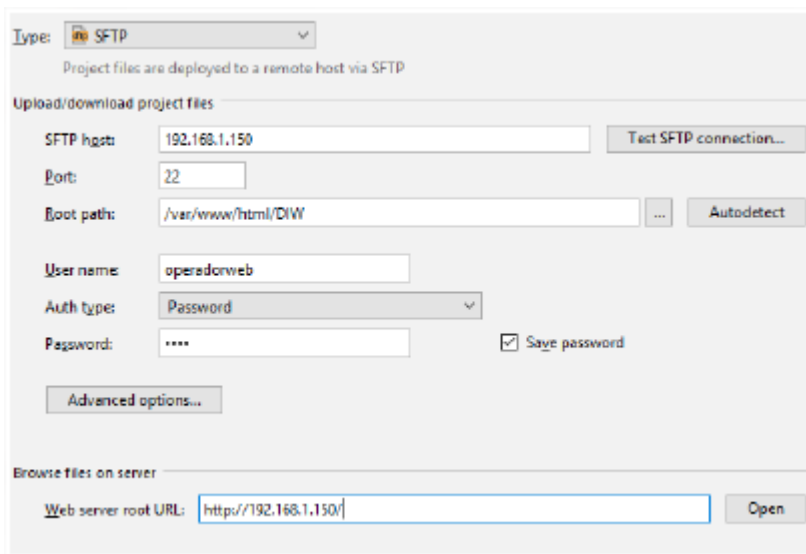 Type: SFTP
Project files are deployed to a remote host via SFTP
Upload/download project files
SFTP host: 192.168.1.150 Test SFTP connection...
Port: 22
Root path: /var/www/html/DIW ... Autodetect
User name: operadorweb
Auth type: Password
Password: •••• Save password
Advanced options...
Browse files on server
Web server root URL: http://192.168.1.150/ Open